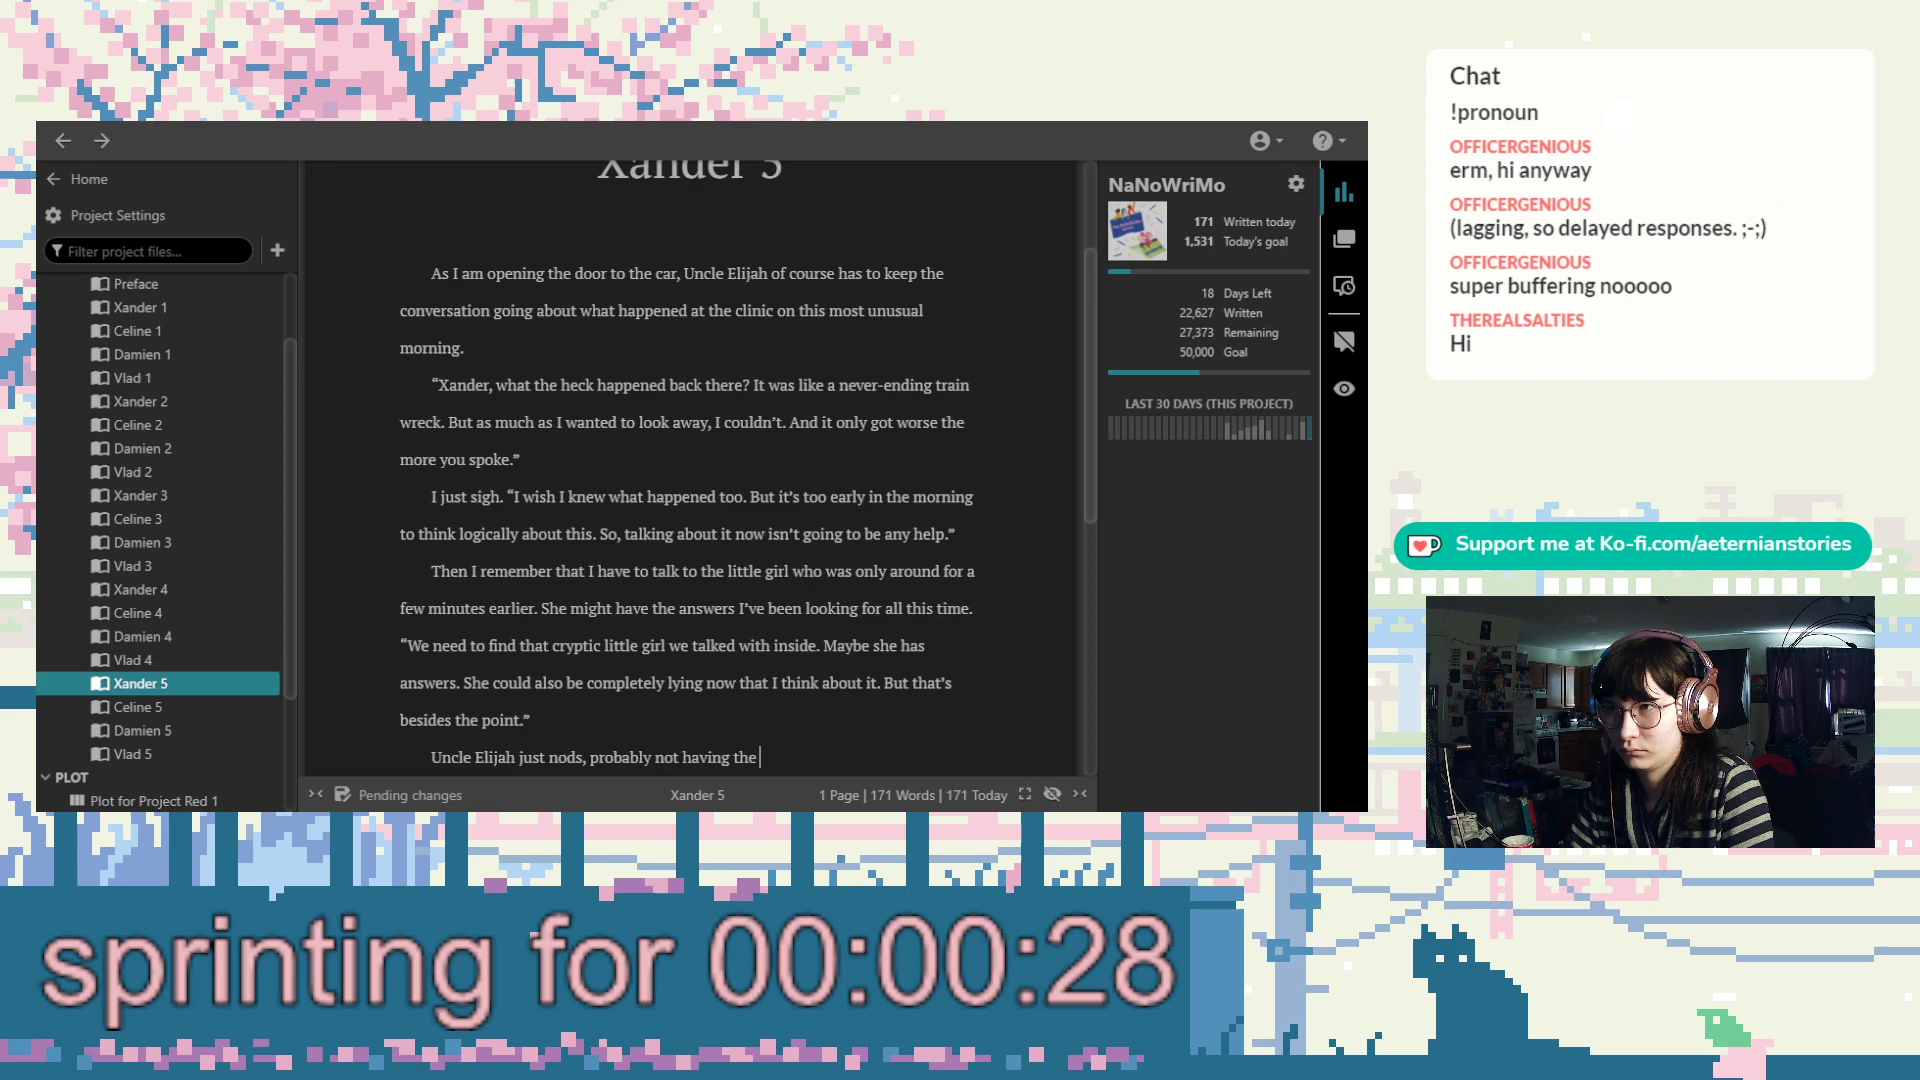 Home
Project Settings
Filter project files...
Preface
Xander 1
Celine 1
Damien 1
Vlad 1
Xander 2
Celine 2
Damien 2
Vlad 2
Xander 3
Celine 3
Damien 3
Vlad 3
Xander 4
Celine 4
Damien 4
Vlad 4
Xander 5
Celine 5
Damien 5
Vlad 5
PLOT
Plot for Project Red 1
Xander 5
As I am opening the door to the car, Uncle Elijah of course has to keep the
conversation going about what happened at the clinic on this most unusual
morning.
“Xander, what the heck happened back there? It was like a never-ending train
wreck. But as much as I wanted to look away, I couldn’t. And it only got worse the
more you spoke.”
I just sigh. “I wish I knew what happened too. But it’s too early in the morning
to think logically about this. So, talking about it now isn’t going to be any help.”
Then I remember that I have to talk to the little girl who was only around for a
few minutes earlier. She might have the answers I’ve been looking for all this time.
“We need to find that cryptic little girl we talked with inside. Maybe she has
answers. She could also be completely lying now that I think about it. But that’s
besides the point.”
Uncle Elijah just nods, probably not having the
Pending changes
Xander 5
1 Page | 171 Words | 171 Today
NaNoWriMo
171 Written today
1,531 Today's goal
18 Days Left
22,627 Written
27,373 Remaining
50,000 Goal
LAST 30 DAYS (THIS PROJECT)
Chat
!pronoun
OFFICERGENIOUS
erm, hi anyway
OFFICERGENIOUS
(lagging, so delayed responses. ;-;)
OFFICERGENIOUS
super buffering nooooo
THEREALSALTIES
Hi
Support me at Ko-fi.com/aeternianstories
sprinting for 00:00:28